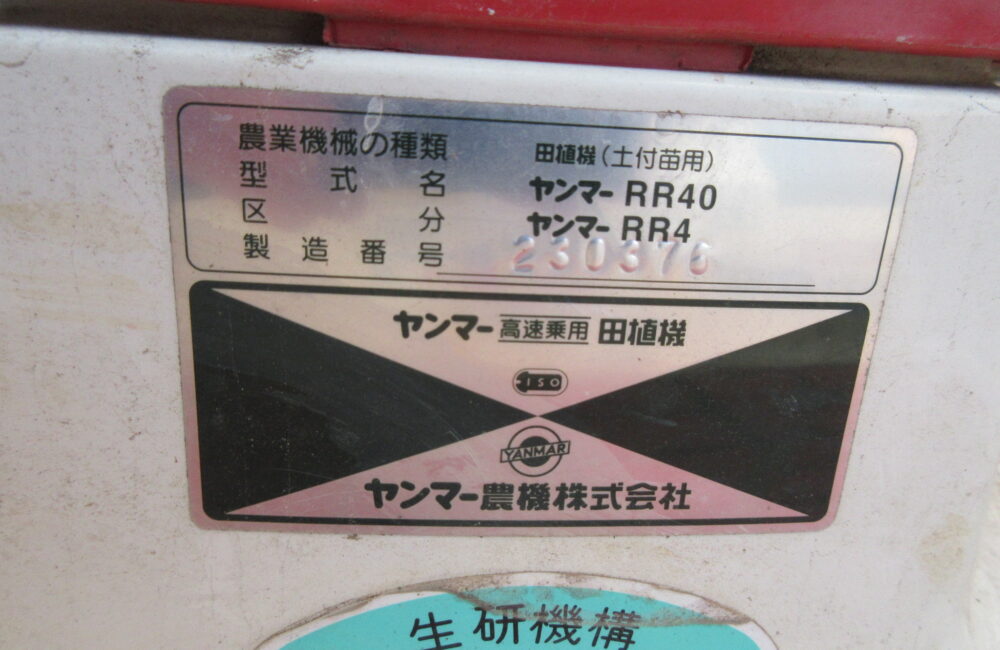 農業機械の種類 田植機(土付苗用)
型式名 ヤンマー RR40
区分 ヤンマー RR4
製造番号 230376
ヤンマー 高速乗用 田植機
ISO
YANMAR
ヤンマー農機株式会社
生研機構